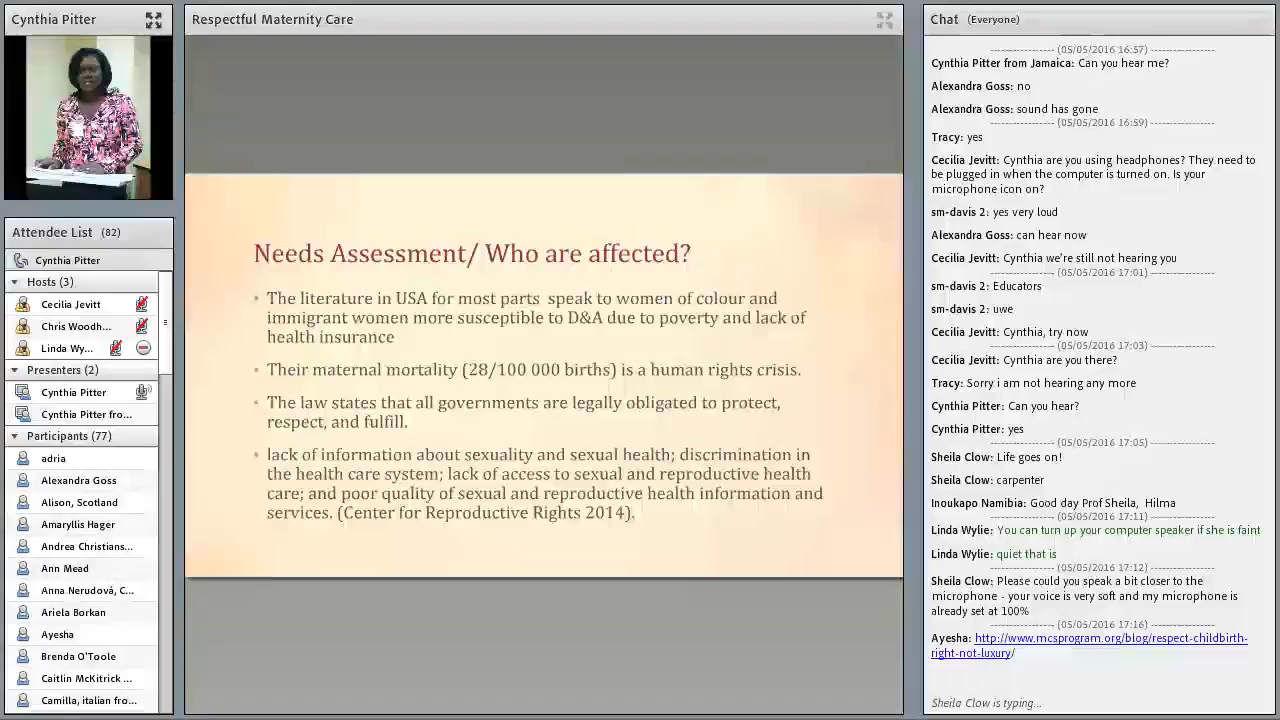 Cynthia Pitter
Attendee List (82)
Cynthia Pitter
Hosts (3)
Cecilia Jevitt
Chris Woodh...
Linda Wy...
Presenters (2)
Cynthia Pitter
Cynthia Pitter fro...
Participants (77)
adria
Alexandra Goss
Alison, Scotland
Amaryllis Hager
Andrea Christians...
Ann Mead
Anna Nerudová, C...
Ariela Borkan
Ayesha
Brenda O'Toole
Caitlin McKitrick ...
Camilla, italian fro...
Respectful Maternity Care
Needs Assessment/ Who are affected?
The literature in USA for most parts speak to women of colour and
immigrant women more susceptible to D&A due to poverty and lack of
health insurance
Their maternal mortality (28/100 000 births) is a human rights crisis.
The law states that all governments are legally obligated to protect,
respect, and fulfill.
lack of information about sexuality and sexual health; discrimination in
the health care system; lack of access to sexual and reproductive health
care; and poor quality of sexual and reproductive health information and
services. (Center for Reproductive Rights 2014).
Chat (Everyone)
------------------ (05/05/2016 16:57) ------------------
Cynthia Pitter from Jamaica: Can you hear me?
Alexandra Goss: no
Alexandra Goss: sound has gone
------------------ (05/05/2016 16:59) ------------------
Tracy: yes
Cecilia Jevitt: Cynthia are you using headphones? They need to
be plugged in when the computer is turned on. Is your
microphone icon on?
sm-davis 2: yes very loud
Alexandra Goss: can hear now
Cecilia Jevitt: Cynthia we're still not hearing you
------------------ (05/05/2016 17:01) ------------------
sm-davis 2: Educators
sm-davis 2: uwe
Cecilia Jevitt: Cynthia, try now
------------------ (05/05/2016 17:03) ------------------
Cecilia Jevitt: Cynthia are you there?
Tracy: Sorry i am not hearing any more
Cynthia Pitter: Can you hear?
Cynthia Pitter: yes
------------------ (05/05/2016 17:05) ------------------
Sheila Clow: Life goes on!
Sheila Clow: carpenter
Inoukapo Namibia: Good day Prof Sheila, Hilma
------------------ (05/05/2016 17:11) ------------------
Linda Wylie: You can turn up your computer speaker if she is faint
Linda Wylie: quiet that is
------------------ (05/05/2016 17:12) ------------------
Sheila Clow: Please could you speak a bit closer to the
microphone - your voice is very soft and my microphone is
already set at 100%
------------------ (05/05/2016 17:16) ------------------
Ayesha: http://www.mcsprogram.org/blog/respect-childbirth-
right-not-luxury/
Sheila Clow is typing...